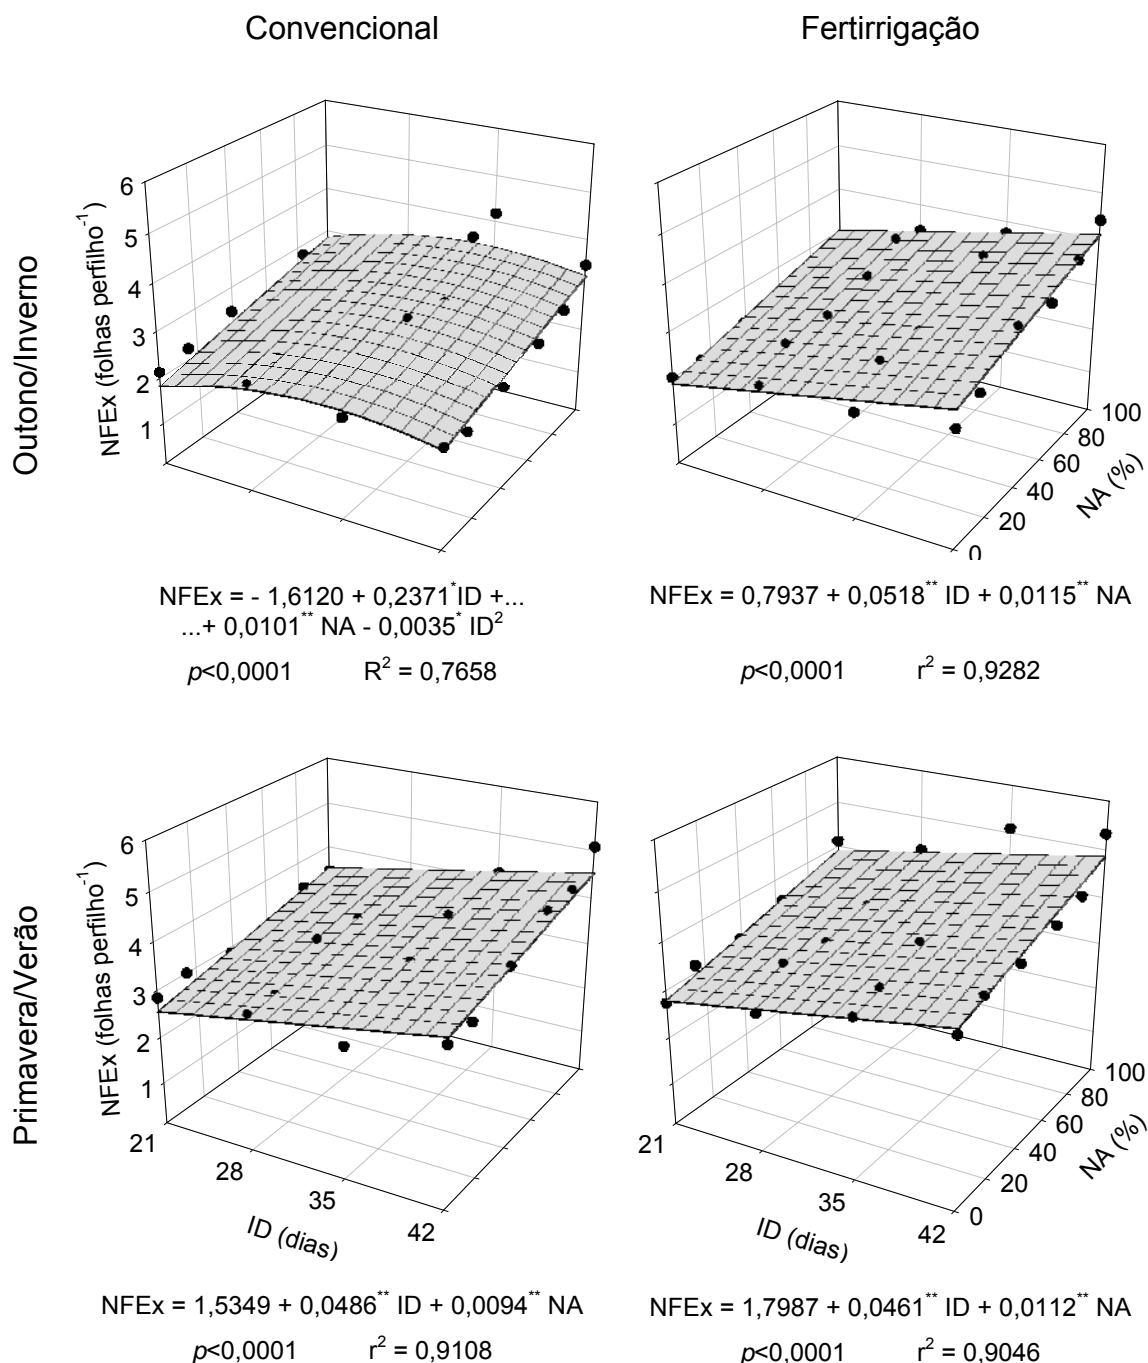 Convencional
Fertirrigação
Outono/Inverno
NFEx (folhas perfilho⁻¹)
6
5
4
3
2
1
100
80
60
40
20
0
NA (%)
NFEx = - 1,6120 + 0,2371* ID +...
...+ 0,0101** NA - 0,0035* ID²
p<0,0001 R² = 0,7658
NFEx = 0,7937 + 0,0518** ID + 0,0115** NA
p<0,0001 r² = 0,9282
Primavera/Verão
NFEx (folhas perfilho⁻¹)
6
5
4
3
2
1
21
28
35
42
ID (dias)
21
28
35
42
ID (dias)
100
80
60
40
20
0
NA (%)
NFEx = 1,5349 + 0,0486** ID + 0,0094** NA
p<0,0001 r² = 0,9108
NFEx = 1,7987 + 0,0461** ID + 0,0112** NA
p<0,0001 r² = 0,9046